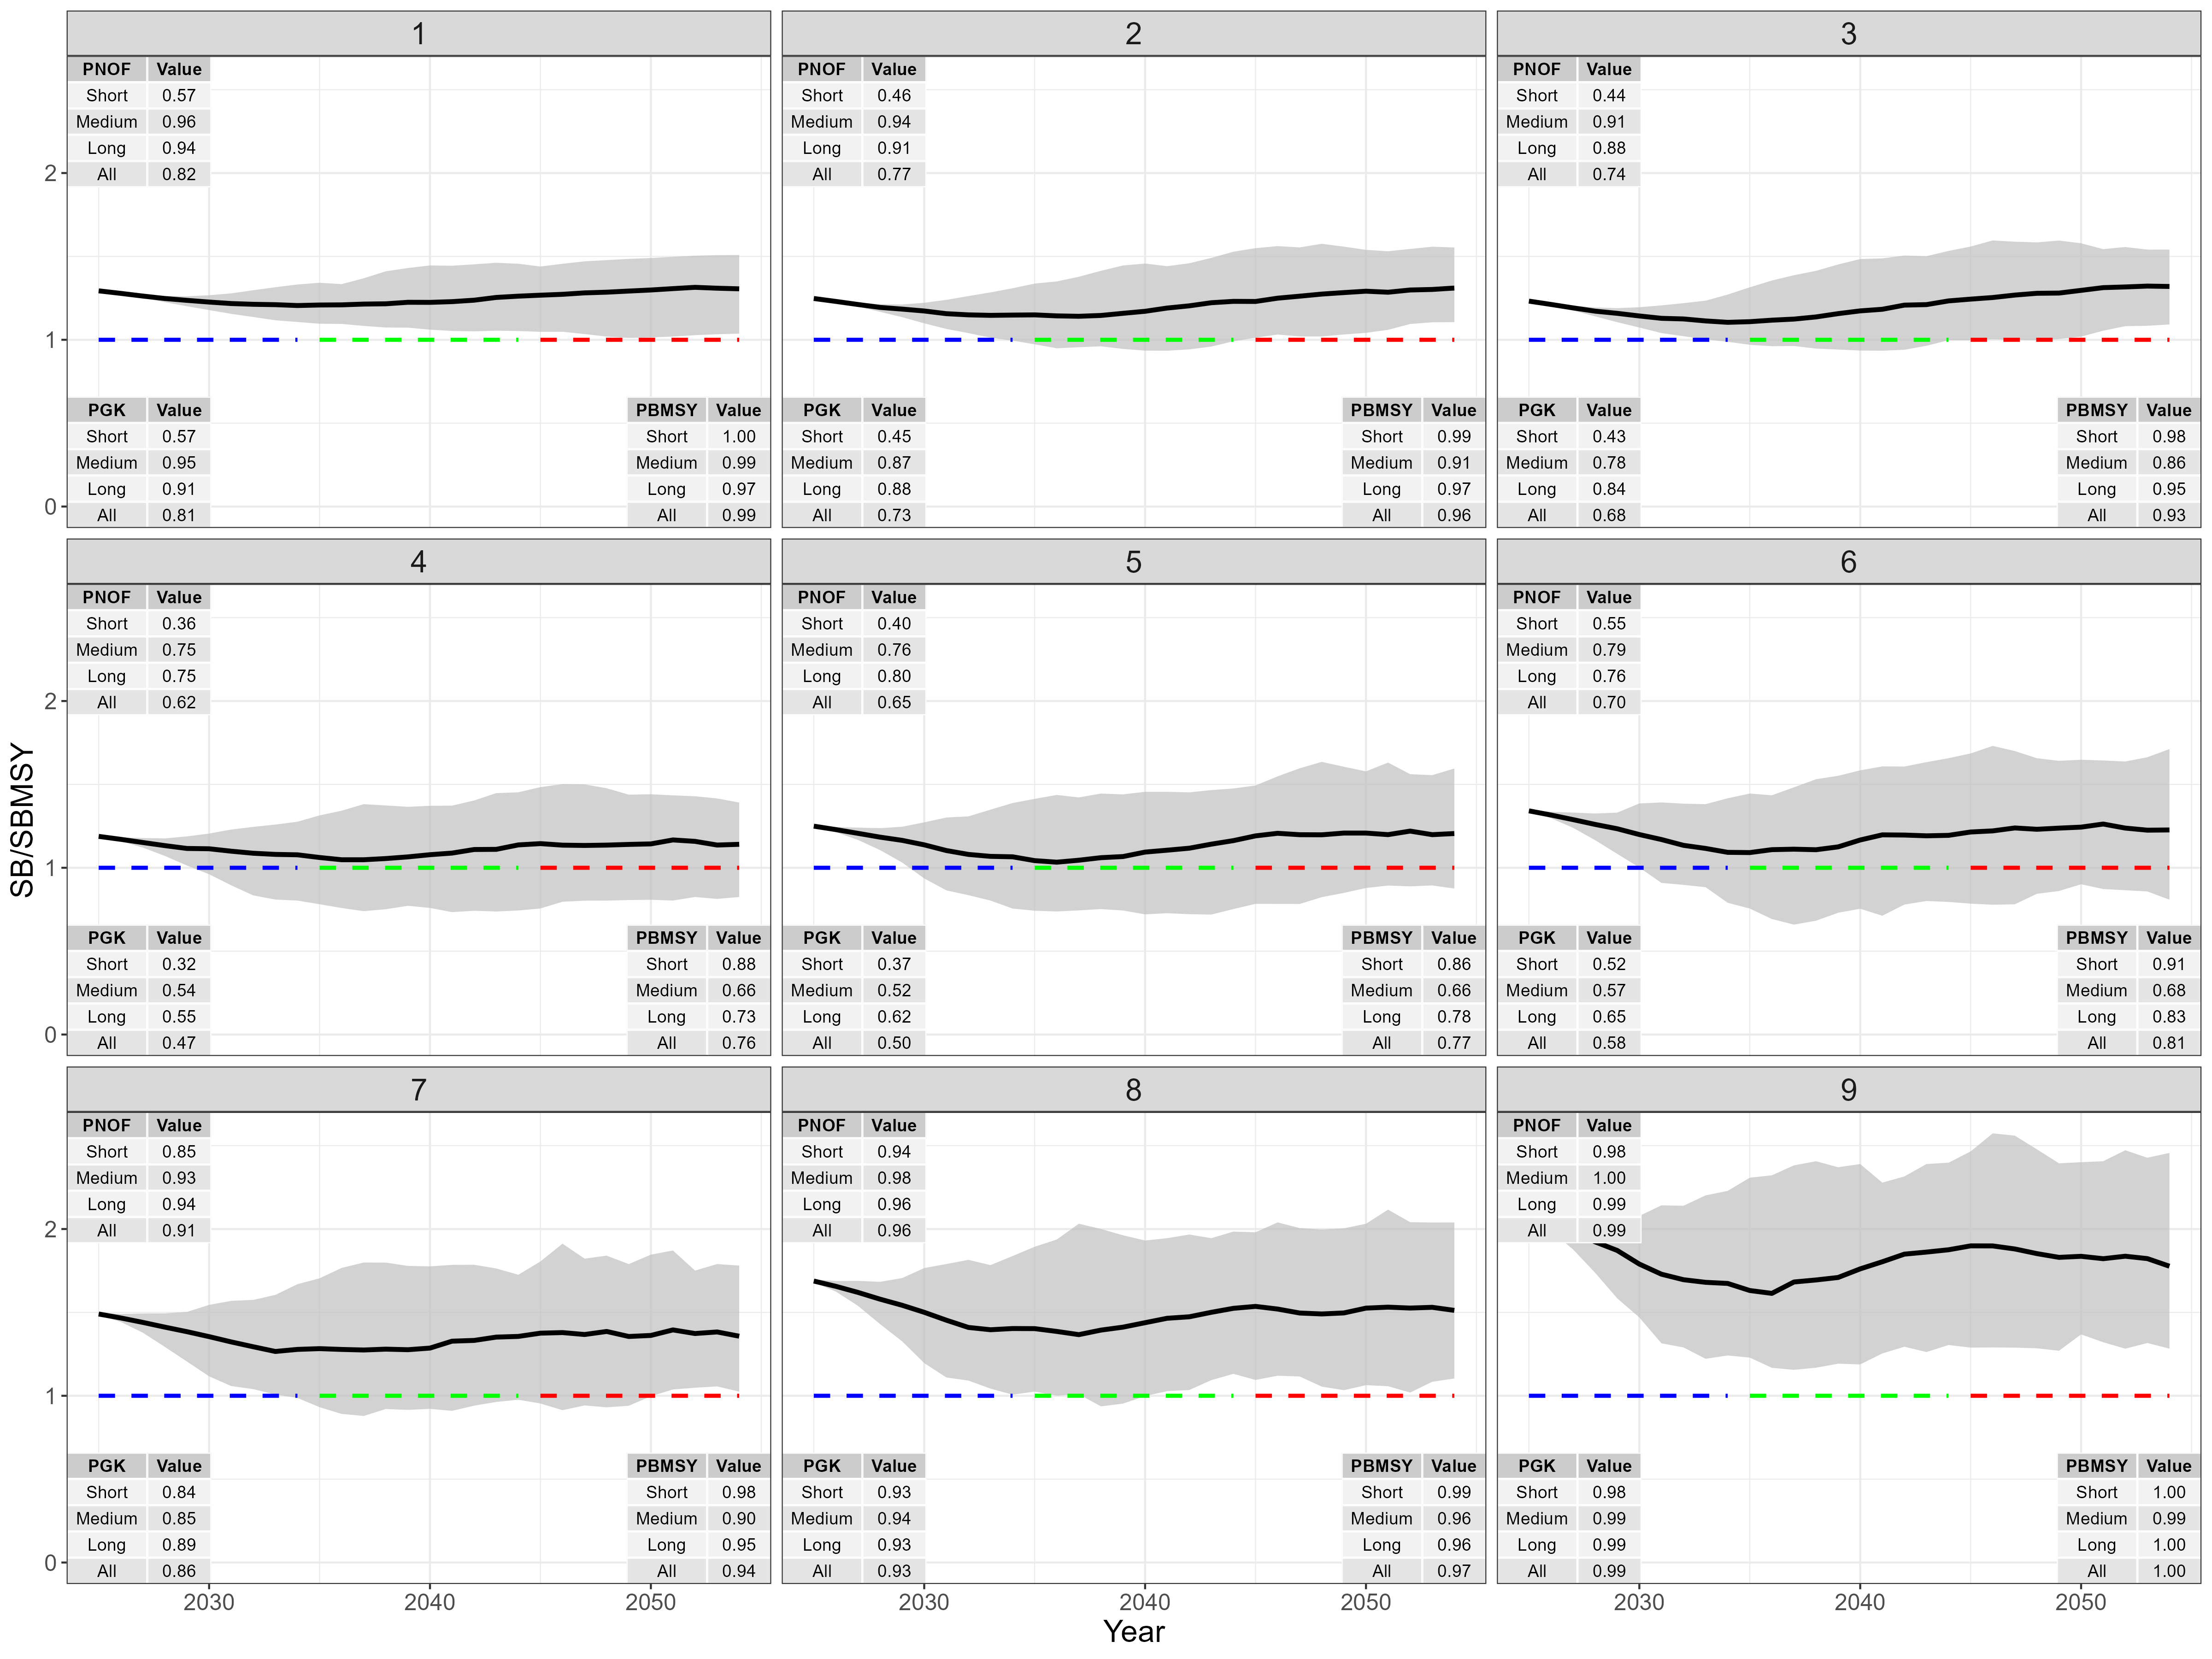 1
PNOF Value
Short 0.57
Medium 0.96
Long 0.94
All 0.82
PGK Value
Short 0.57
Medium 0.95
Long 0.91
All 0.81
PBMSY Value
Short 1.00
Medium 0.99
Long 0.97
All 0.99
2
1
0
2
PNOF Value
Short 0.46
Medium 0.94
Long 0.91
All 0.77
PGK Value
Short 0.45
Medium 0.87
Long 0.88
All 0.73
PBMSY Value
Short 0.99
Medium 0.91
Long 0.97
All 0.96
3
PNOF Value
Short 0.44
Medium 0.91
Long 0.88
All 0.74
PGK Value
Short 0.43
Medium 0.78
Long 0.84
All 0.68
PBMSY Value
Short 0.98
Medium 0.86
Long 0.95
All 0.93
SB/SBMSY
4
PNOF Value
Short 0.36
Medium 0.75
Long 0.75
All 0.62
PGK Value
Short 0.32
Medium 0.54
Long 0.55
All 0.47
PBMSY Value
Short 0.88
Medium 0.66
Long 0.73
All 0.76
2
1
0
5
PNOF Value
Short 0.40
Medium 0.76
Long 0.80
All 0.65
PGK Value
Short 0.37
Medium 0.52
Long 0.62
All 0.50
PBMSY Value
Short 0.86
Medium 0.66
Long 0.78
All 0.77
6
PNOF Value
Short 0.55
Medium 0.79
Long 0.76
All 0.70
PGK Value
Short 0.52
Medium 0.57
Long 0.65
All 0.58
PBMSY Value
Short 0.91
Medium 0.68
Long 0.83
All 0.81
7
PNOF Value
Short 0.85
Medium 0.93
Long 0.94
All 0.91
PGK Value
Short 0.84
Medium 0.85
Long 0.89
All 0.86
PBMSY Value
Short 0.98
Medium 0.90
Long 0.95
All 0.94
2
1
0
8
PNOF Value
Short 0.94
Medium 0.98
Long 0.96
All 0.96
PGK Value
Short 0.93
Medium 0.94
Long 0.93
All 0.93
PBMSY Value
Short 0.99
Medium 0.96
Long 0.96
All 0.97
9
PNOF Value
Short 0.98
Medium 1.00
Long 0.99
All 0.99
PGK Value
Short 0.98
Medium 0.99
Long 0.99
All 0.99
PBMSY Value
Short 1.00
Medium 0.99
Long 1.00
All 1.00
2030 2040 2050
2030 2040 2050
2030 2040 2050
Year